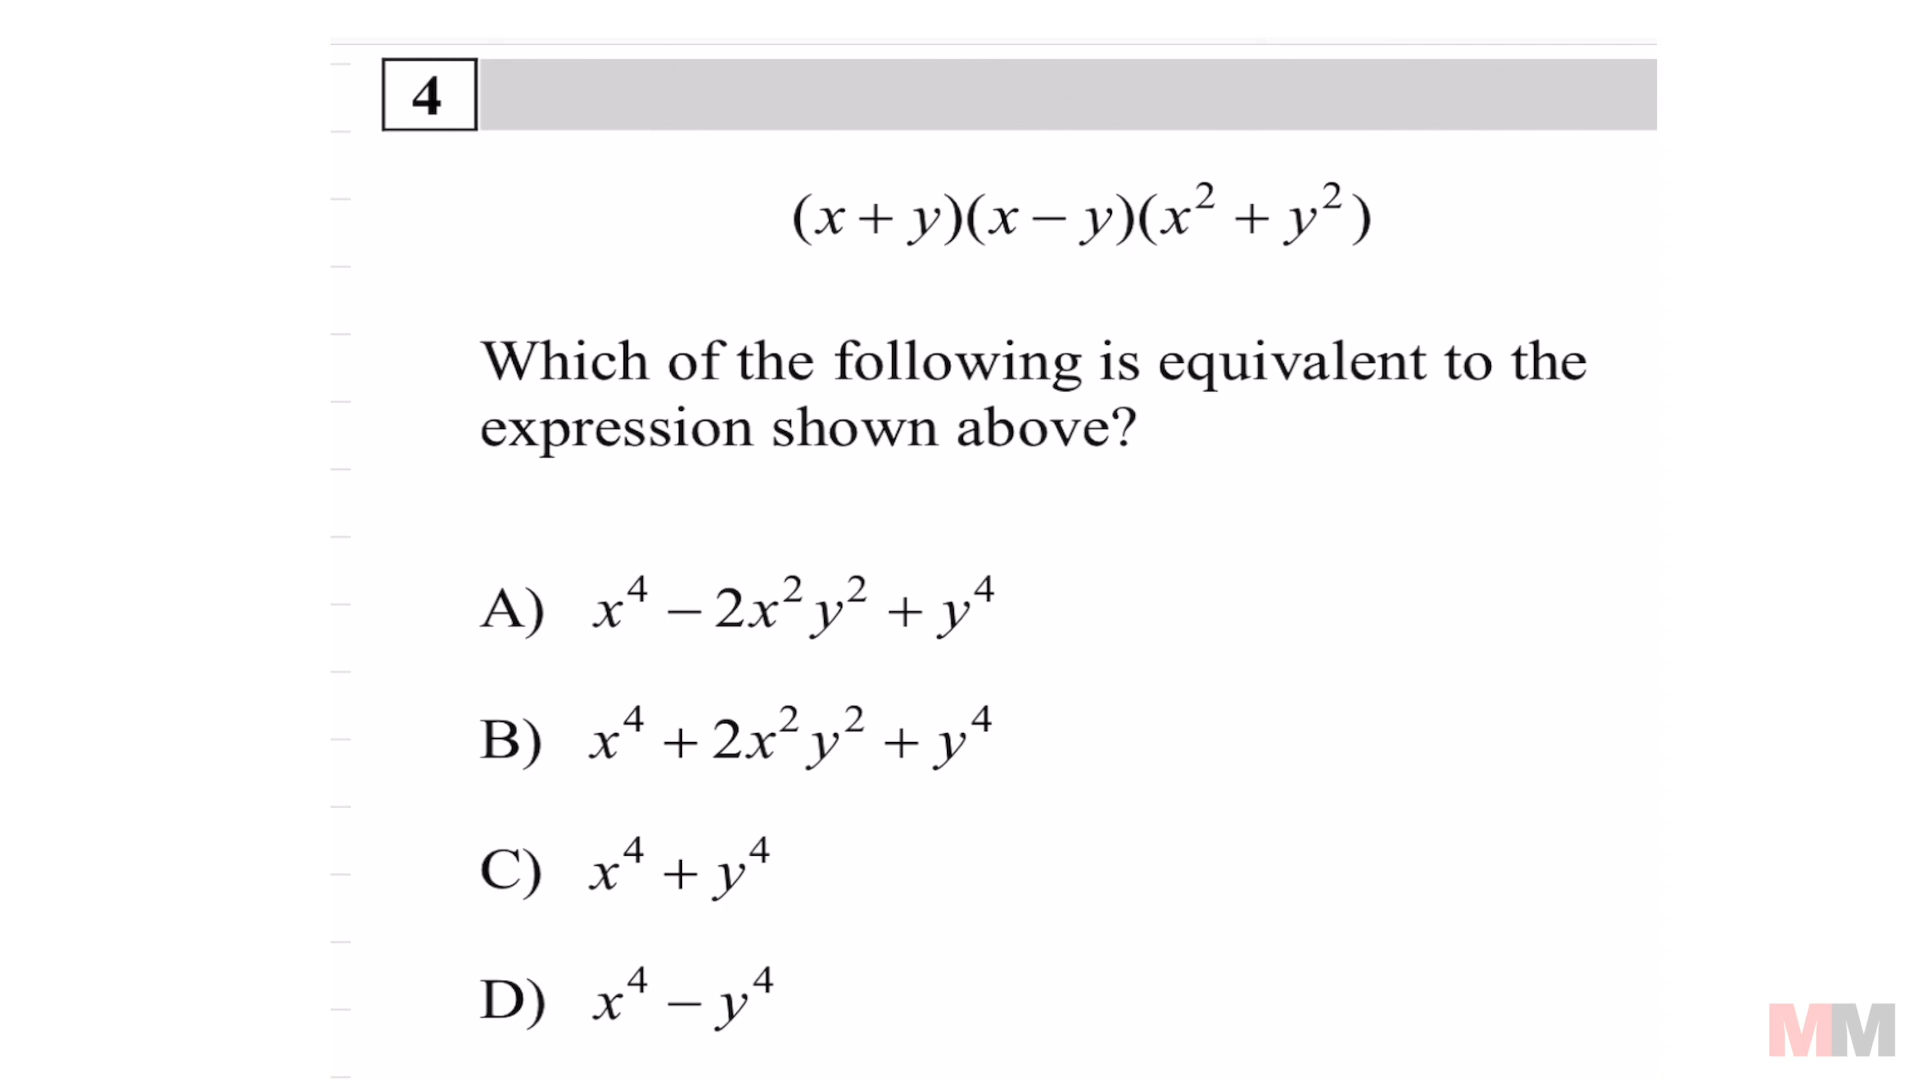 4
(x + y)(x − y)(x² + y²)
Which of the following is equivalent to the
expression shown above?
A) x⁴ − 2x²y² + y⁴
B) x⁴ + 2x²y² + y⁴
C) x⁴ + y⁴
D) x⁴ − y⁴
MM